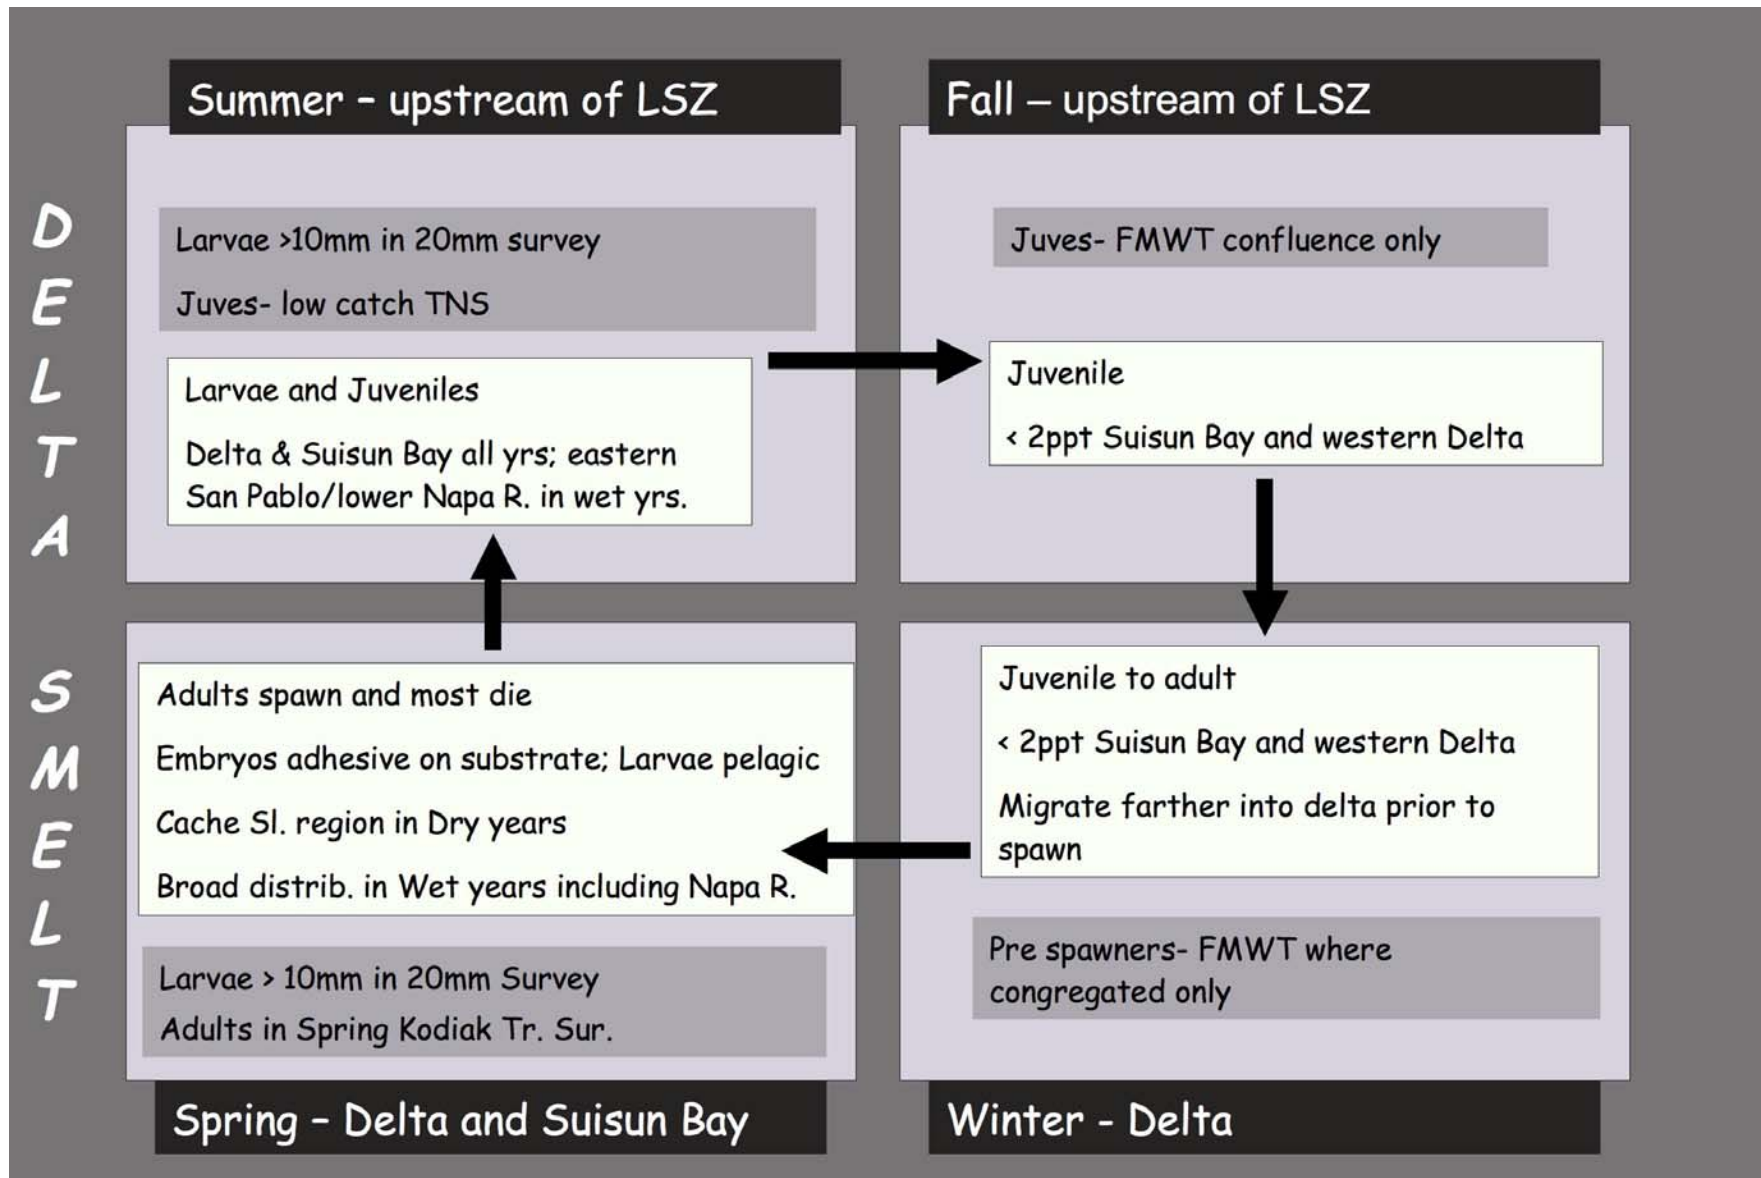 DELTA SMELT
Summer – upstream of LSZ
Larvae >10mm in 20mm survey
Juves- low catch TNS
Larvae and Juveniles
Delta & Suisun Bay all yrs; eastern
San Pablo/lower Napa R. in wet yrs.
Fall – upstream of LSZ
Juves- FMWT confluence only
Juvenile
< 2ppt Suisun Bay and western Delta
Juvenile to adult
< 2ppt Suisun Bay and western Delta
Migrate farther into delta prior to
spawn
Pre spawners- FMWT where
congregated only
Winter - Delta
Adults spawn and most die
Embryos adhesive on substrate; Larvae pelagic
Cache Sl. region in Dry years
Broad distrib. in Wet years including Napa R.
Larvae > 10mm in 20mm Survey
Adults in Spring Kodiak Tr. Sur.
Spring – Delta and Suisun Bay